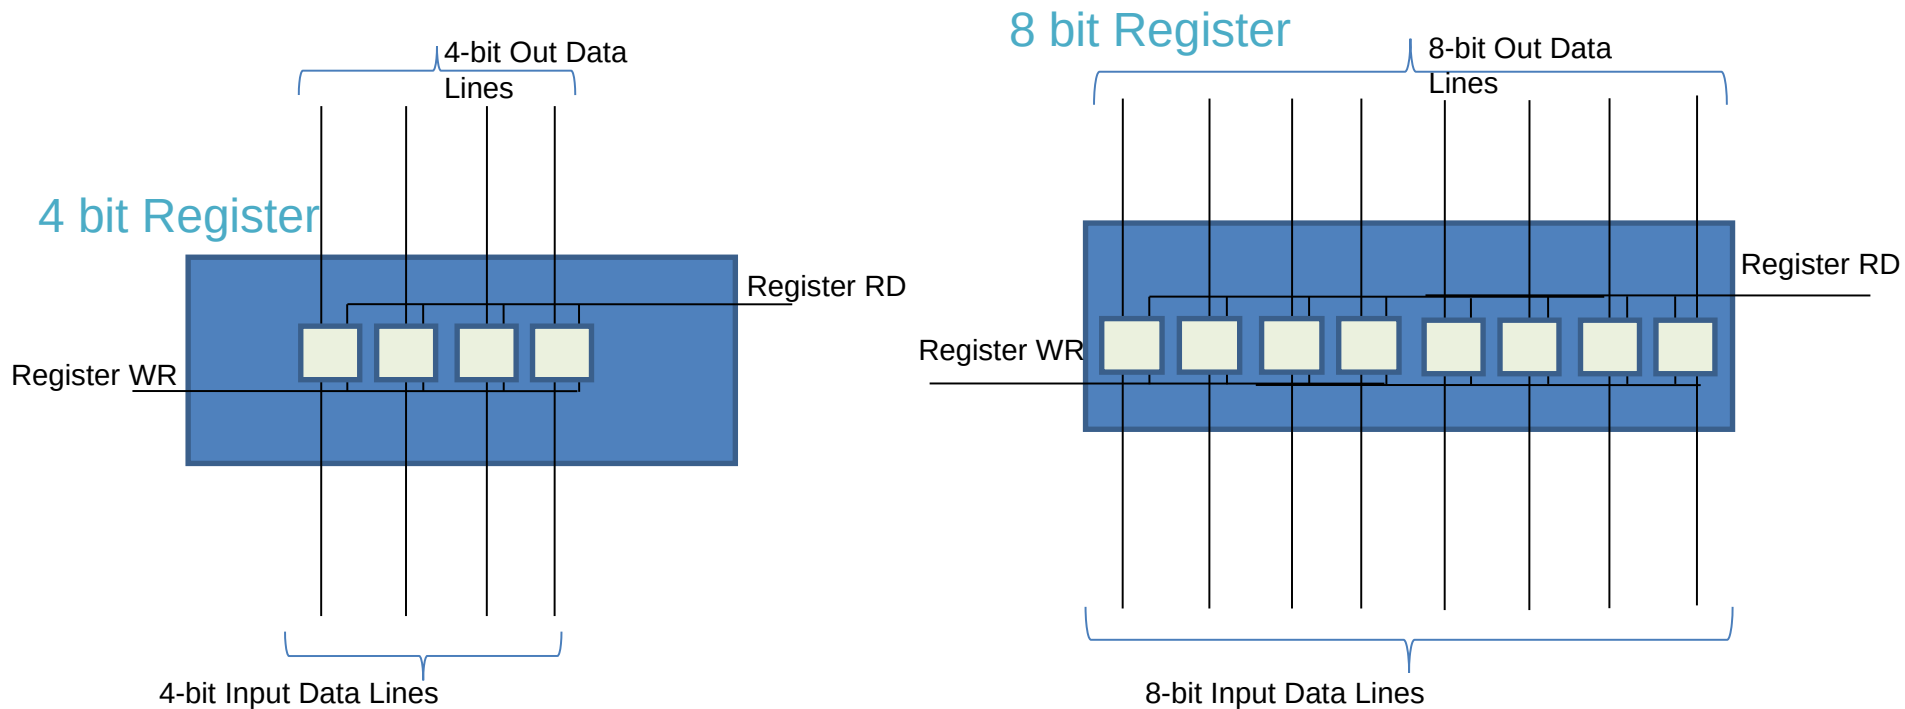 4-bit Out Data
Lines
4 bit Register
Register RD
Register WR
4-bit Input Data Lines
8 bit Register
8-bit Out Data
Lines
Register RD
Register WR
8-bit Input Data Lines